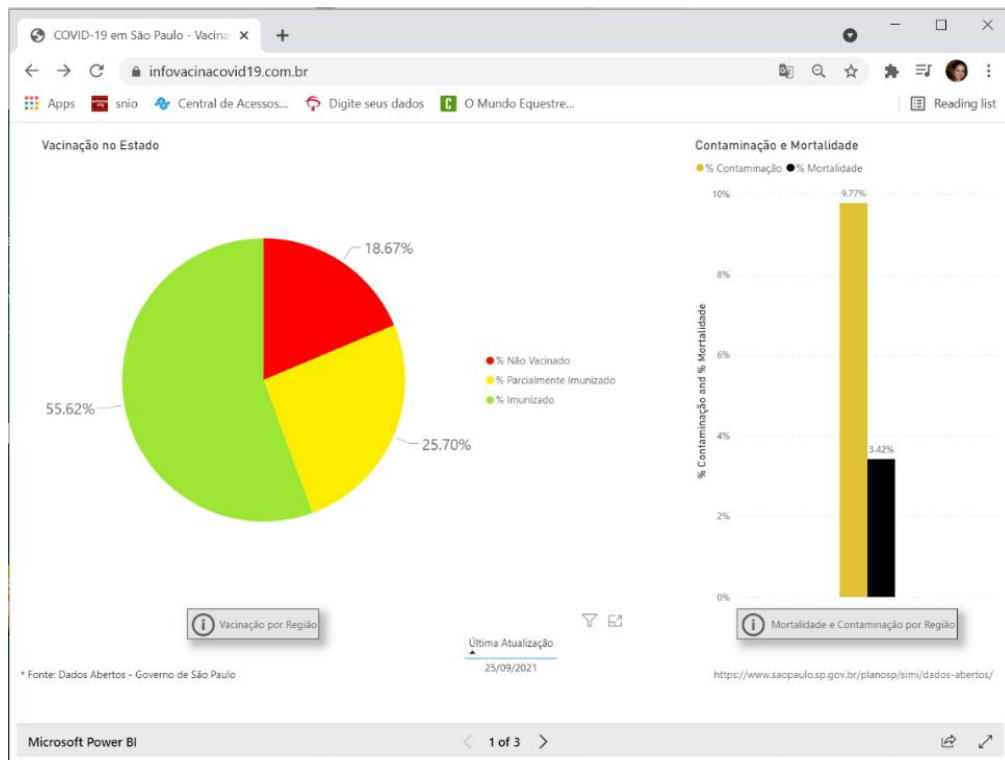 COVID-19 em São Paulo - Vacina
infovacinacovid19.com.br
Apps snio Central de Acessos... Digite seus dados O Mundo Equestre... Reading list
Vacinação no Estado
18.67%
55.62%
25.70%
% Não Vacinado
% Parcialmente Imunizado
% Imunizado
Vacinação por Região
Contaminação e Mortalidade
% Contaminação % Mortalidade
% Contaminação and % Mortalidade
10%
8%
6%
4%
2%
0%
9.77%
3.42%
Mortalidade e Contaminação por Região
Última Atualização
25/09/2021
* Fonte: Dados Abertos - Governo de São Paulo
https://www.saopaulo.sp.gov.br/planosp/simi/dados-abertos/
Microsoft Power BI
1 of 3